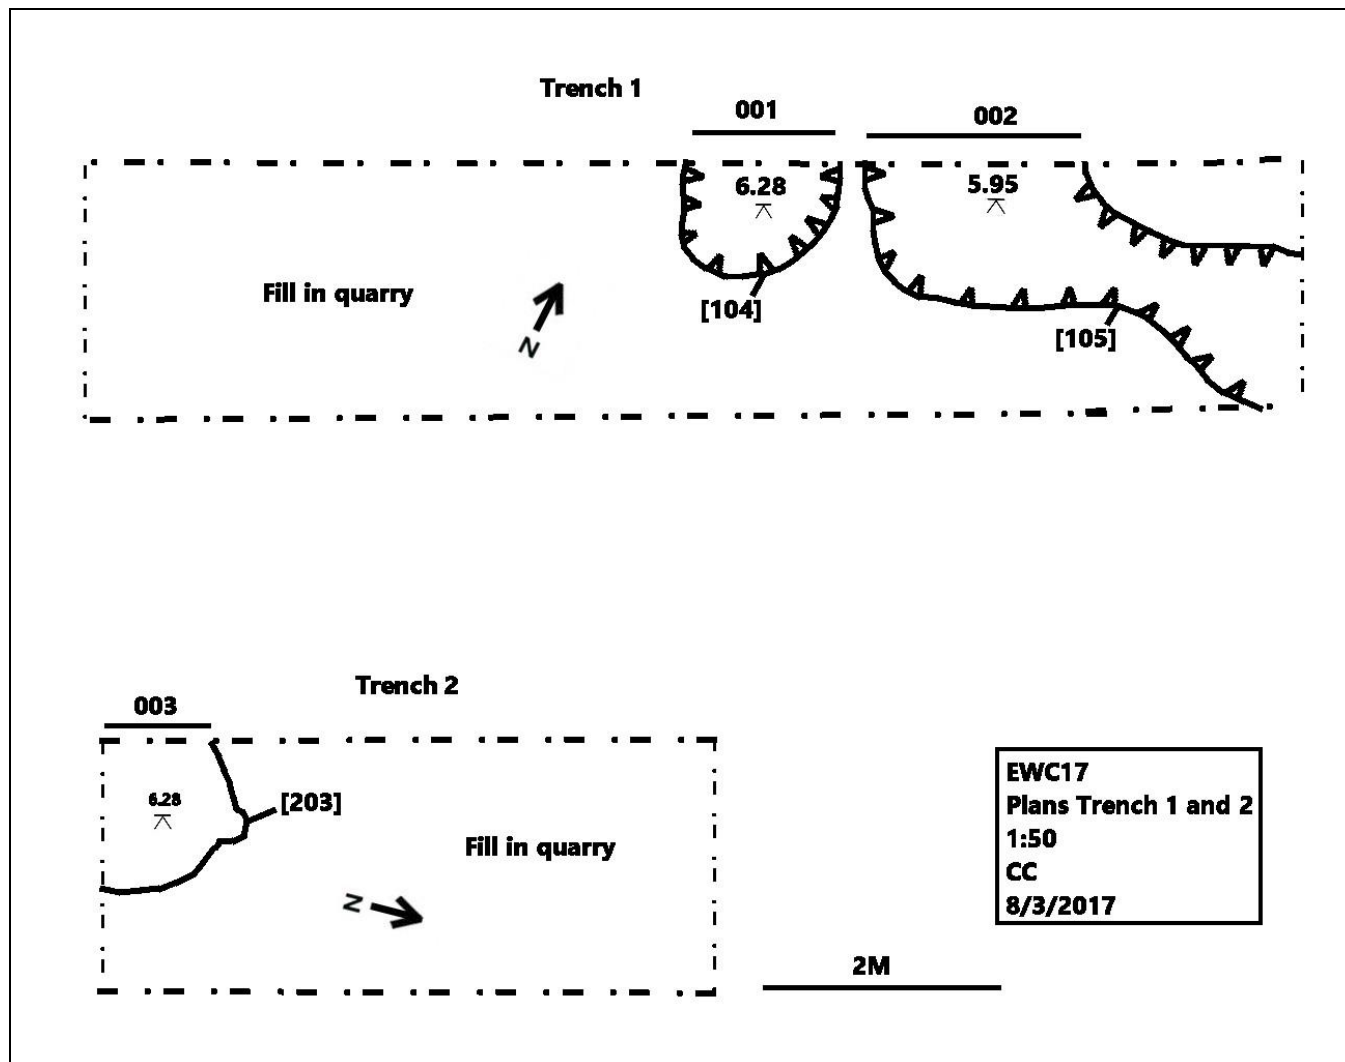 Trench 1
001
002
6.28
5.95
Fill in quarry
N
[104]
[105]
Trench 2
003
6.28
[203]
Fill in quarry
N
2M
EWC17
Plans Trench 1 and 2
1:50
CC
8/3/2017